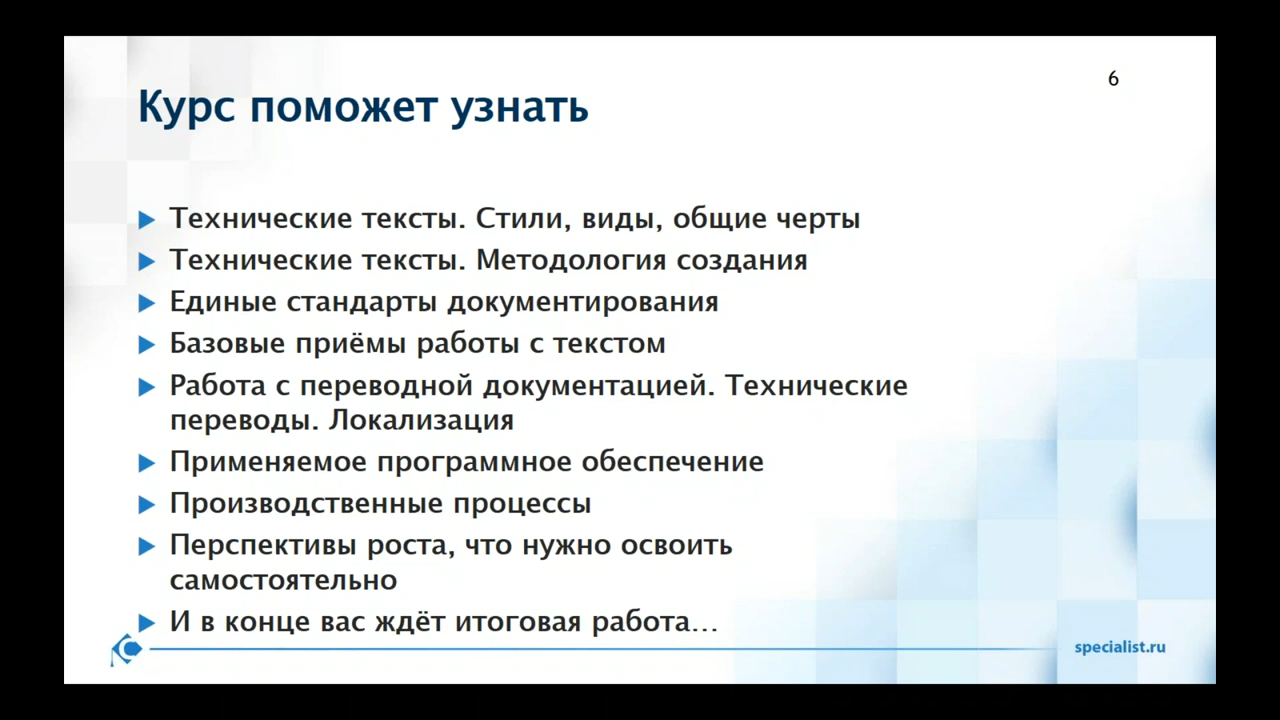 6
Курс поможет узнать
Технические тексты. Стили, виды, общие черты
Технические тексты. Методология создания
Единые стандарты документирования
Базовые приёмы работы с текстом
Работа с переводной документацией. Технические
переводы. Локализация
Применяемое программное обеспечение
Производственные процессы
Перспективы роста, что нужно освоить
самостоятельно
И в конце вас ждёт итоговая работа...
specialist.ru